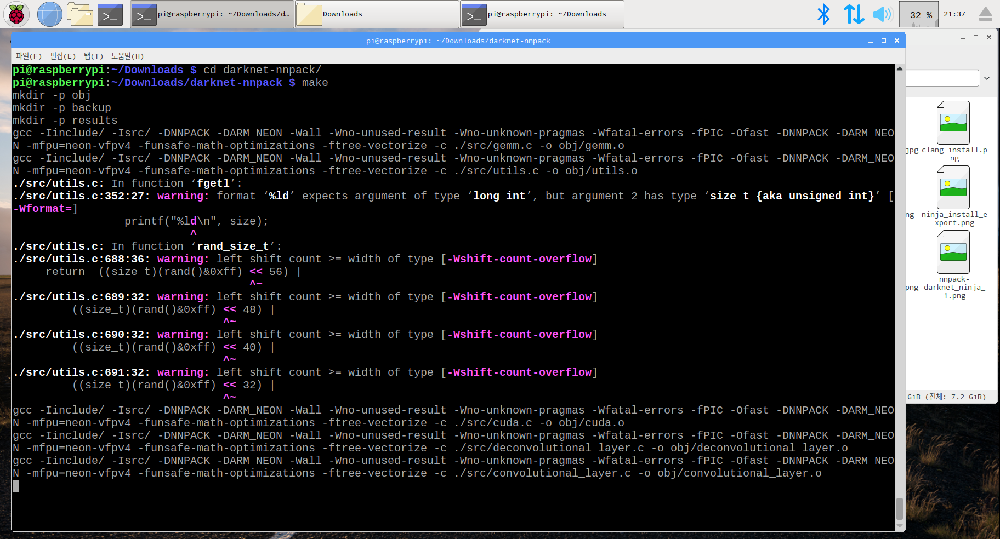 pi@raspberrypi: ~/Downloads/d...
Downloads
pi@raspberrypi: ~/Downloads
32 %
21:37
pi@raspberrypi: ~/Downloads/darknet-nnpack
파일(F) 편집(E) 탭(T) 도움말(H)
pi@raspberrypi:~/Downloads $ cd darknet-nnpack/
pi@raspberrypi:~/Downloads/darknet-nnpack $ make
mkdir -p obj
mkdir -p backup
mkdir -p results
gcc -Iinclude/ -Isrc/ -DNNPACK -DARM_NEON -Wall -Wno-unused-result -Wno-unknown-pragmas -Wfatal-errors -fPIC -Ofast -DNNPACK -DARM_NEO
N -mfpu=neon-vfpv4 -funsafe-math-optimizations -ftree-vectorize -c ./src/gemm.c -o obj/gemm.o
gcc -Iinclude/ -Isrc/ -DNNPACK -DARM_NEON -Wall -Wno-unused-result -Wno-unknown-pragmas -Wfatal-errors -fPIC -Ofast -DNNPACK -DARM_NEO
N -mfpu=neon-vfpv4 -funsafe-math-optimizations -ftree-vectorize -c ./src/utils.c -o obj/utils.o
./src/utils.c: In function ‘fgetl’:
./src/utils.c:352:27: warning: format ‘%ld’ expects argument of type ‘long int’, but argument 2 has type ‘size_t {aka unsigned int}’ [
-Wformat=]
printf("%ld\n", size);
^
./src/utils.c: In function ‘rand_size_t’:
./src/utils.c:688:36: warning: left shift count >= width of type [-Wshift-count-overflow]
return  ((size_t)(rand()&0xff) << 56) |
^~
./src/utils.c:689:32: warning: left shift count >= width of type [-Wshift-count-overflow]
((size_t)(rand()&0xff) << 48) |
^~
./src/utils.c:690:32: warning: left shift count >= width of type [-Wshift-count-overflow]
((size_t)(rand()&0xff) << 40) |
^~
./src/utils.c:691:32: warning: left shift count >= width of type [-Wshift-count-overflow]
((size_t)(rand()&0xff) << 32) |
^~
gcc -Iinclude/ -Isrc/ -DNNPACK -DARM_NEON -Wall -Wno-unused-result -Wno-unknown-pragmas -Wfatal-errors -fPIC -Ofast -DNNPACK -DARM_NEO
N -mfpu=neon-vfpv4 -funsafe-math-optimizations -ftree-vectorize -c ./src/cuda.c -o obj/cuda.o
gcc -Iinclude/ -Isrc/ -DNNPACK -DARM_NEON -Wall -Wno-unused-result -Wno-unknown-pragmas -Wfatal-errors -fPIC -Ofast -DNNPACK -DARM_NEO
N -mfpu=neon-vfpv4 -funsafe-math-optimizations -ftree-vectorize -c ./src/deconvolutional_layer.c -o obj/deconvolutional_layer.o
gcc -Iinclude/ -Isrc/ -DNNPACK -DARM_NEON -Wall -Wno-unused-result -Wno-unknown-pragmas -Wfatal-errors -fPIC -Ofast -DNNPACK -DARM_NEO
N -mfpu=neon-vfpv4 -funsafe-math-optimizations -ftree-vectorize -c ./src/convolutional_layer.c -o obj/convolutional_layer.o
jpg clang_install.p
ng
ng ninja_install_e
xport.png
nnpack-
png darknet_ninja_
1.png
GiB (전체: 7.2 GiB)